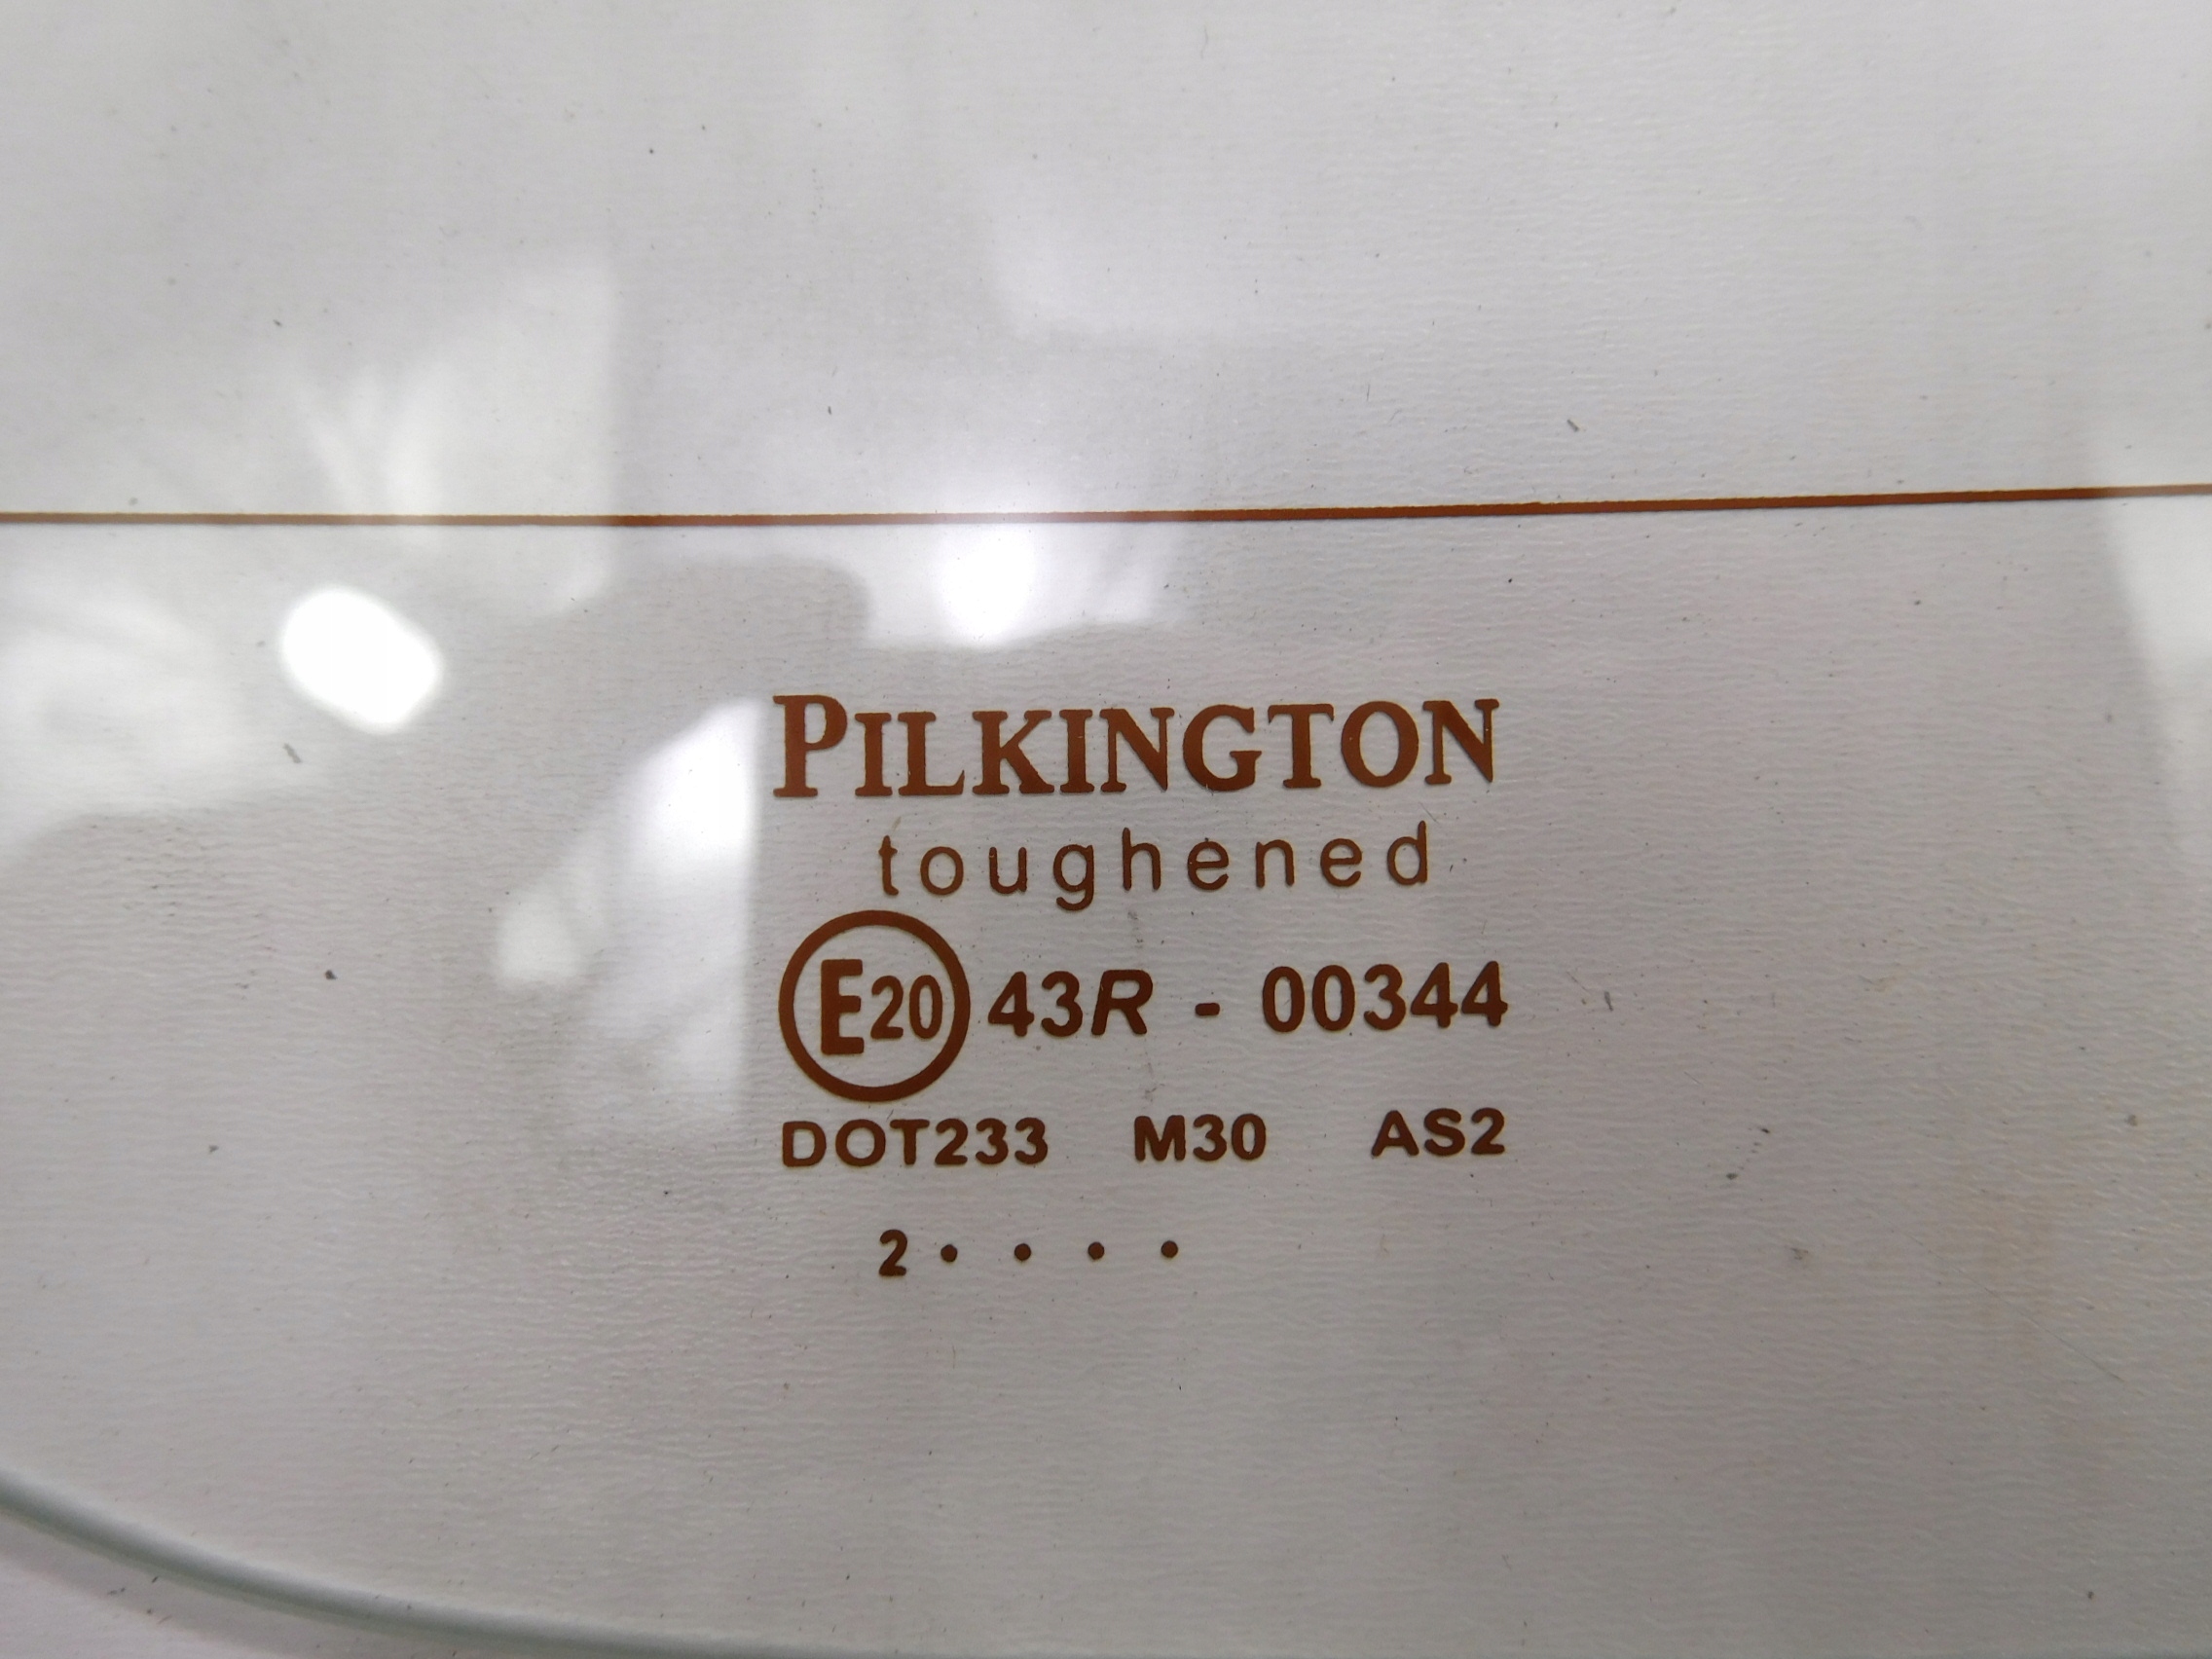 PILKINGTON
toughened
E20 43R - 00344
DOT233 M30 AS2
2 • • • •